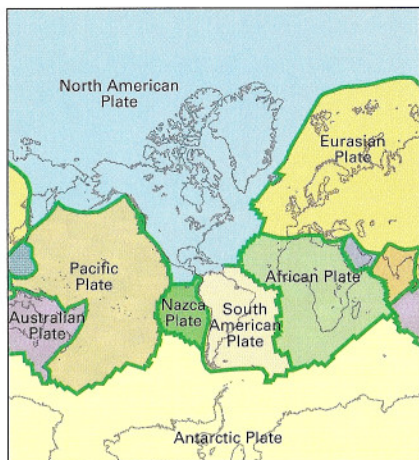 North American
Plate
Eurasian
Plate
Pacific
Plate
African Plate
Nazca
Plate
South
American
Plate
Australian
Plate
Antarctic Plate